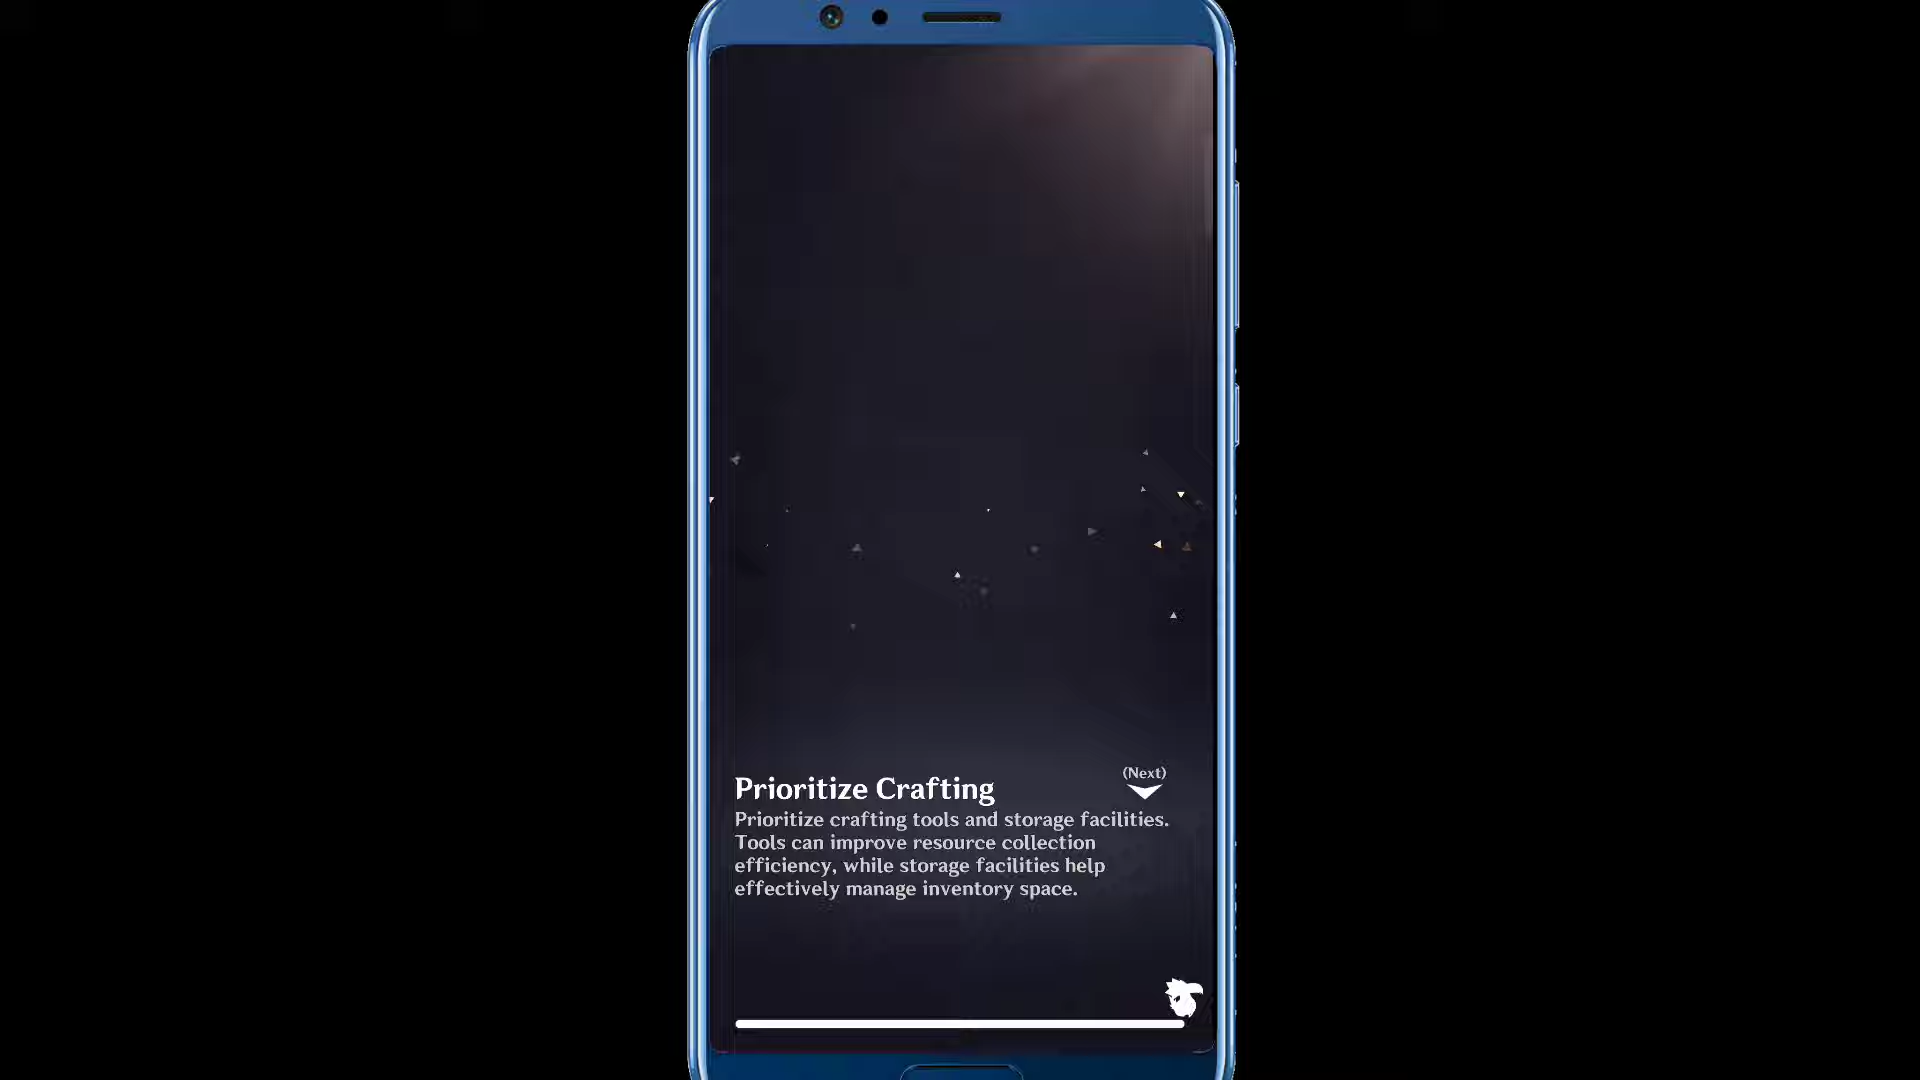 (Next)
Prioritize Crafting
Prioritize crafting tools and storage facilities.
Tools can improve resource collection
efficiency, while storage facilities help
effectively manage inventory space.